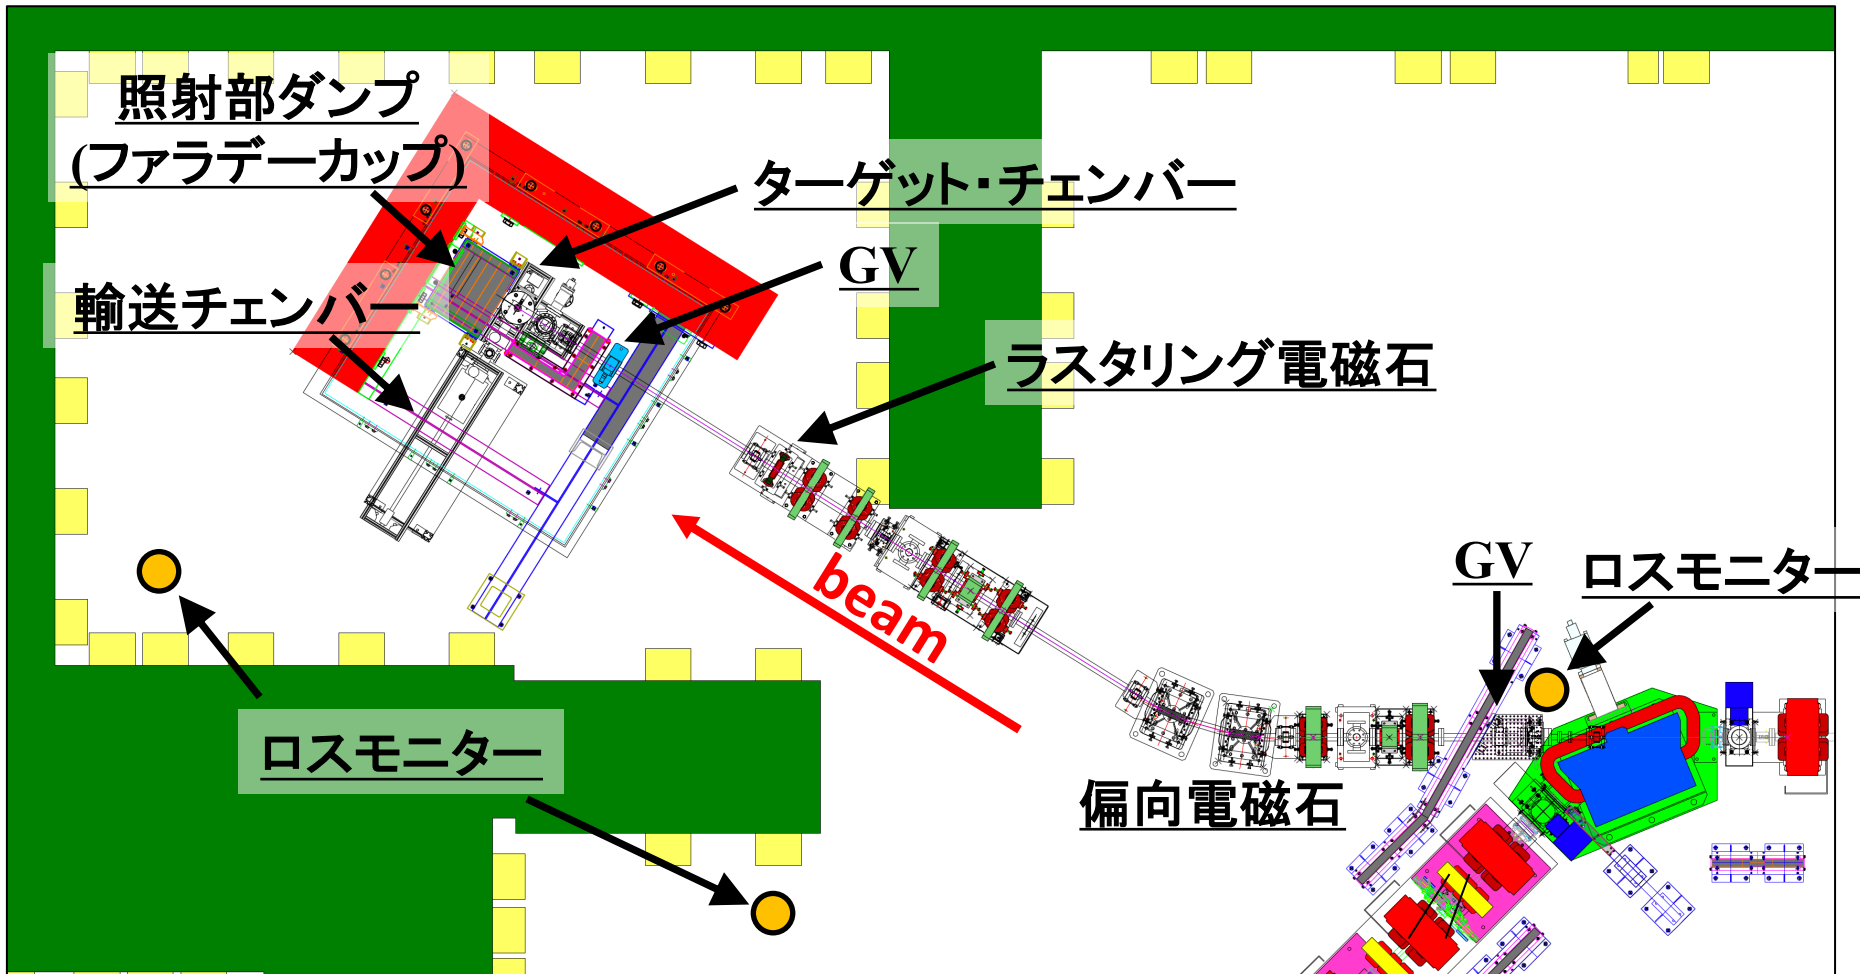 照射部ダンプ
(ファラデーカップ)
ターゲット・チェンバー
GV
輸送チェンバー
ラスタリング電磁石
beam
GV
ロスモニター
ロスモニター
偏向電磁石